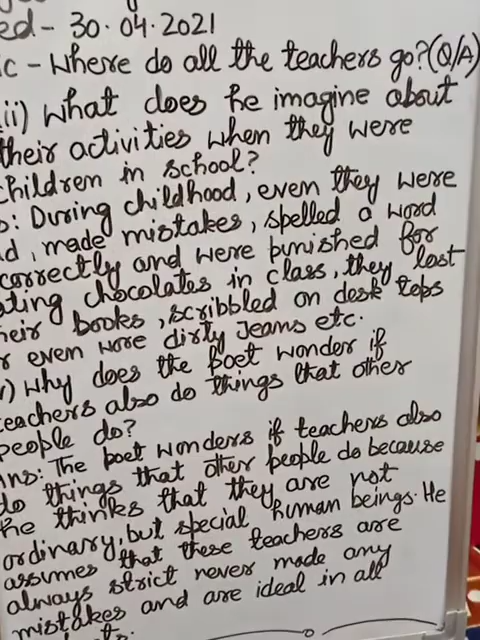 ed - 30.04.2021
ic - Where do all the teachers go? (Q/A)
iii) What does he imagine about
their activities when they were
children in school?
s: During childhood, even they were
d, made mistakes, spelled a word
correctly and were punished for
ating chocolates in class, they lost
heir books, scribbled on desk tops
r even wore dirty Jeans etc.
v) Why does the poet wonder if
teachers also do things that other
people do?
Ans: The poet wonders if teachers also
do things that other people do because
he thinks that they are not
ordinary, but special human beings. He
assumes that these teachers are
always strict never made any
mistakes and are ideal in all